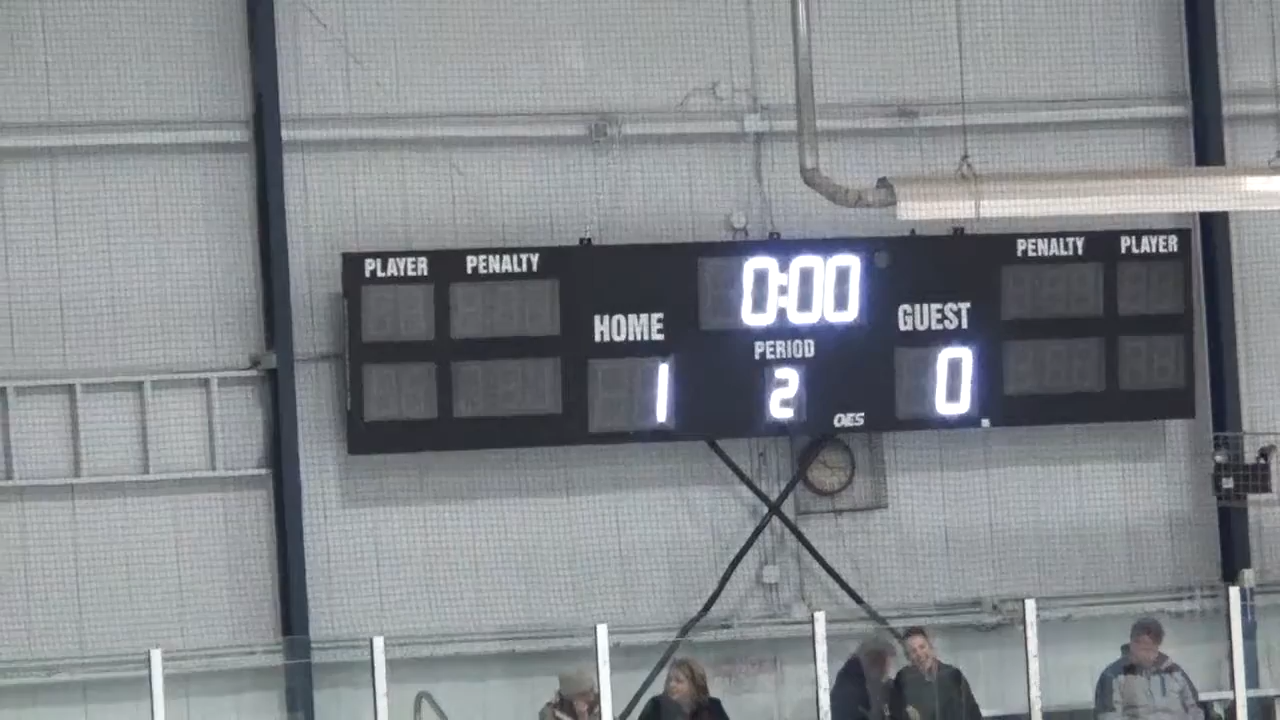 PLAYER PENALTY 0:00 PENALTY PLAYER
HOME GUEST
PERIOD
1 2 0
OES